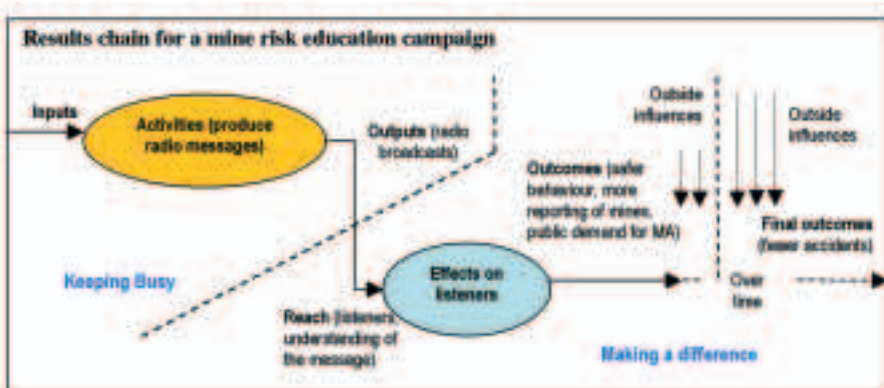 Results chain for a mine risk education campaign
Inputs
Activities (produce
radio messages)
Outputs (radio
broadcasts)
Outside
influences
Outside
influences
Outcomes (safer
behaviour, more
reporting of mines,
public demand for MA)
Final outcomes
(fewer accidents)
Keeping Busy
Effects on
listeners
Over
time
Reach (listeners
understanding of
the message)
Making a difference